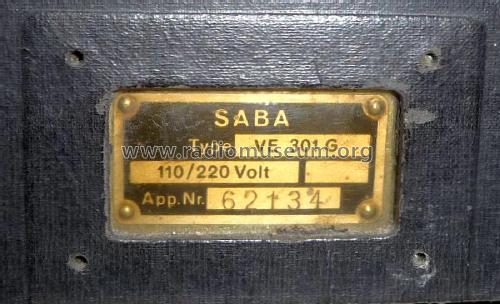 SABA
Type VE 301 G
www.radiomuseum.org
110/220 Volt
App.Nr. 62134